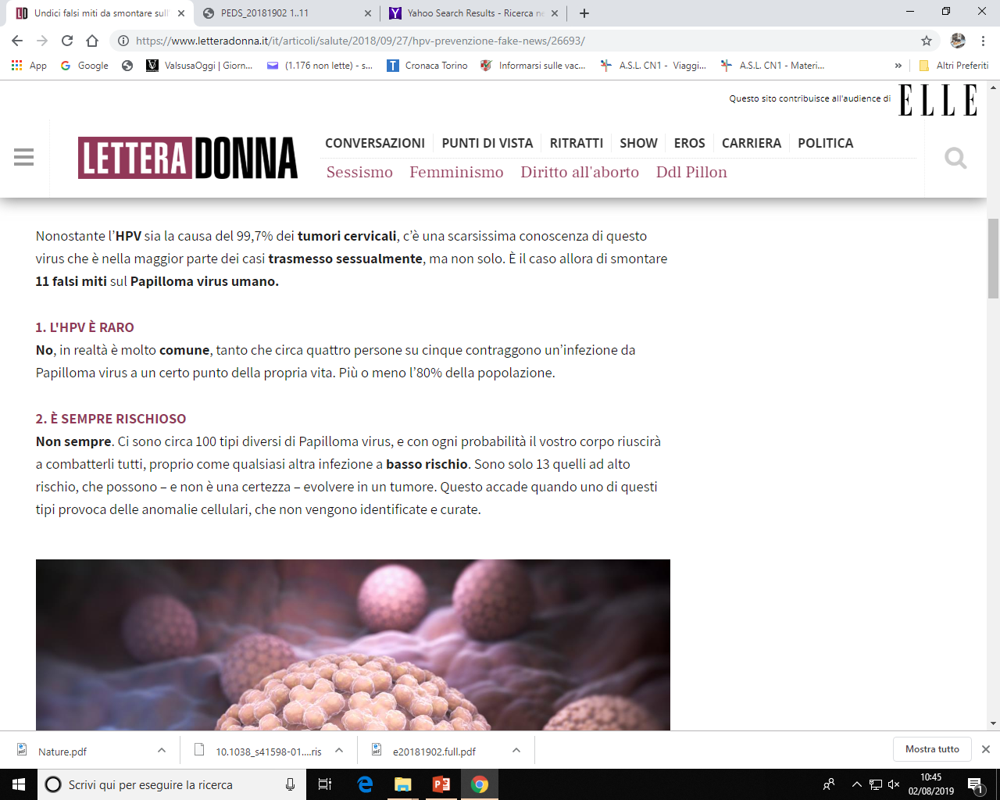 Undici falsi miti da smontare sull'
PEDS_20181902 1..11
Yahoo Search Results - Ricerca ne
https://www.letteradonna.it/it/articoli/salute/2018/09/27/hpv-prevenzione-fake-news/26693/
App
Google
ValsusaOggi | Giorn...
(1.176 non lette) - s...
Cronaca Torino
Informarsi sulle vac...
A.S.L. CN1 - Viaggi...
A.S.L. CN1 - Materi...
»
Altri Preferiti
Questo sito contribuisce all'audience di ELLE
LETTERA DONNA
CONVERSAZIONI PUNTI DI VISTA RITRATTI SHOW EROS CARRIERA POLITICA
Sessismo Femminismo Diritto all'aborto Ddl Pillon
Nonostante l'HPV sia la causa del 99,7% dei tumori cervicali, c'è una scarsissima conoscenza di questo
virus che è nella maggior parte dei casi trasmesso sessualmente, ma non solo. È il caso allora di smontare
11 falsi miti sul Papilloma virus umano.
1. L'HPV È RARO
No, in realtà è molto comune, tanto che circa quattro persone su cinque contraggono un'infezione da
Papilloma virus a un certo punto della propria vita. Più o meno l'80% della popolazione.
2. È SEMPRE RISCHIOSO
Non sempre. Ci sono circa 100 tipi diversi di Papilloma virus, e con ogni probabilità il vostro corpo riuscirà
a combatterli tutti, proprio come qualsiasi altra infezione a basso rischio. Sono solo 13 quelli ad alto
rischio, che possono – e non è una certezza – evolvere in un tumore. Questo accade quando uno di questi
tipi provoca delle anomalie cellulari, che non vengono identificate e curate.
Nature.pdf
10.1038_s41598-01....ris
e20181902.full.pdf
Mostra tutto
Scrivi qui per eseguire la ricerca
10:45
02/08/2019
1